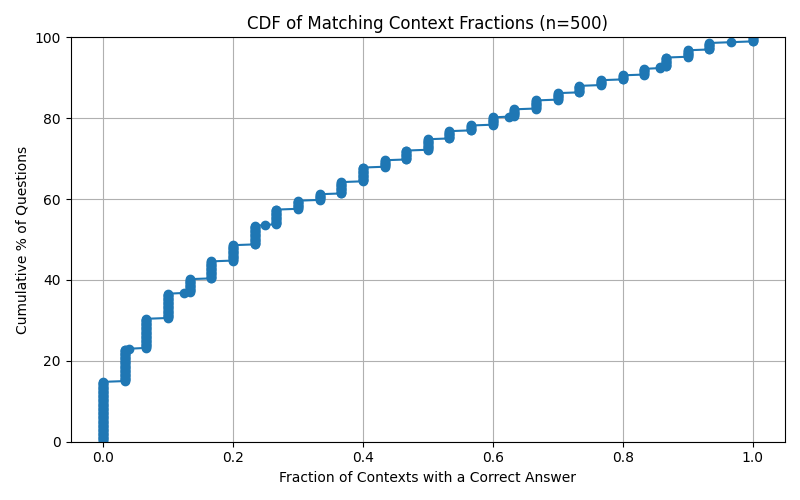 CDF of Matching Context Fractions (n=500)
100
80
60
40
20
0
Cumulative % of Questions
0.0 0.2 0.4 0.6 0.8 1.0
Fraction of Contexts with a Correct Answer